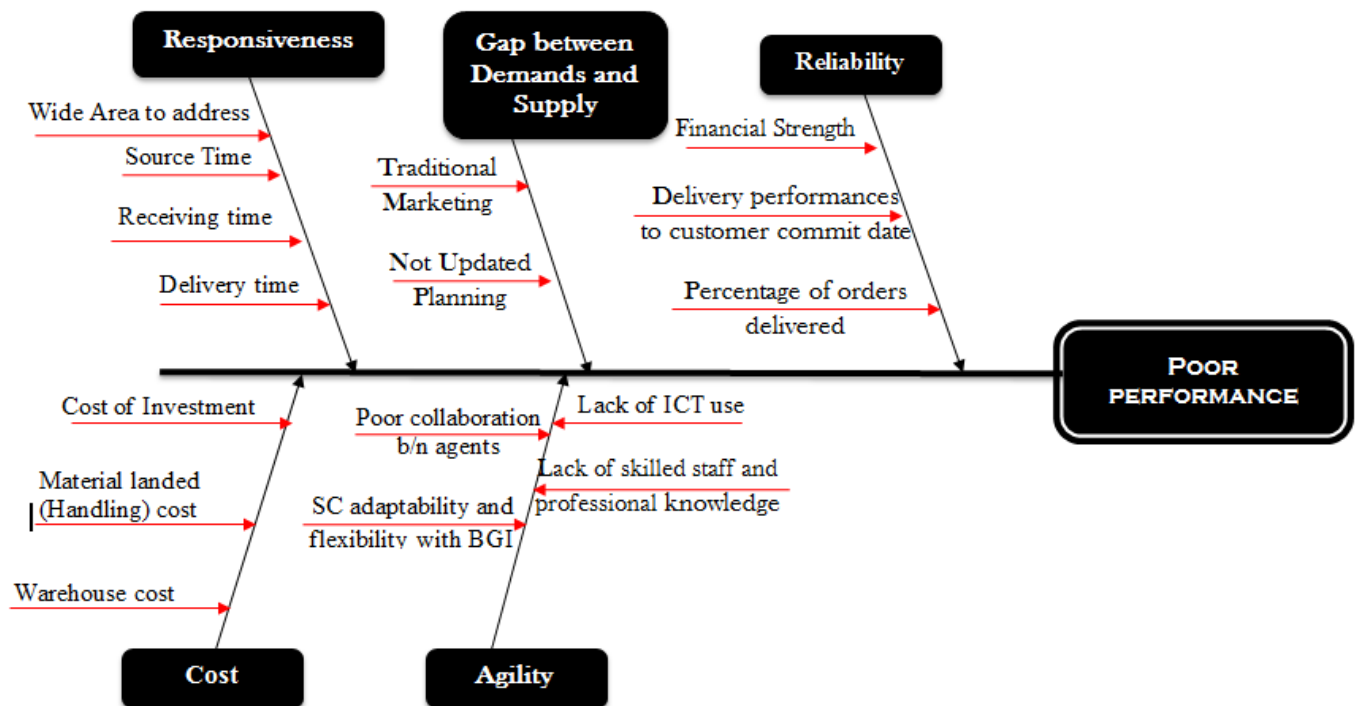 Responsiveness
Gap between
Demands and
Supply
Reliability
Wide Area to address
Source Time
Receiving time
Delivery time
Traditional
Marketing
Not Updated
Planning
Financial Strength
Delivery performances
to customer commit date
Percentage of orders
delivered
POOR
PERFORMANCE
Cost of Investment
Material landed
(Handling) cost
Warehouse cost
Poor collaboration
b/n agents
SC adaptability and
flexibility with BGI
Lack of ICT use
Lack of skilled staff and
professional knowledge
Cost
Agility